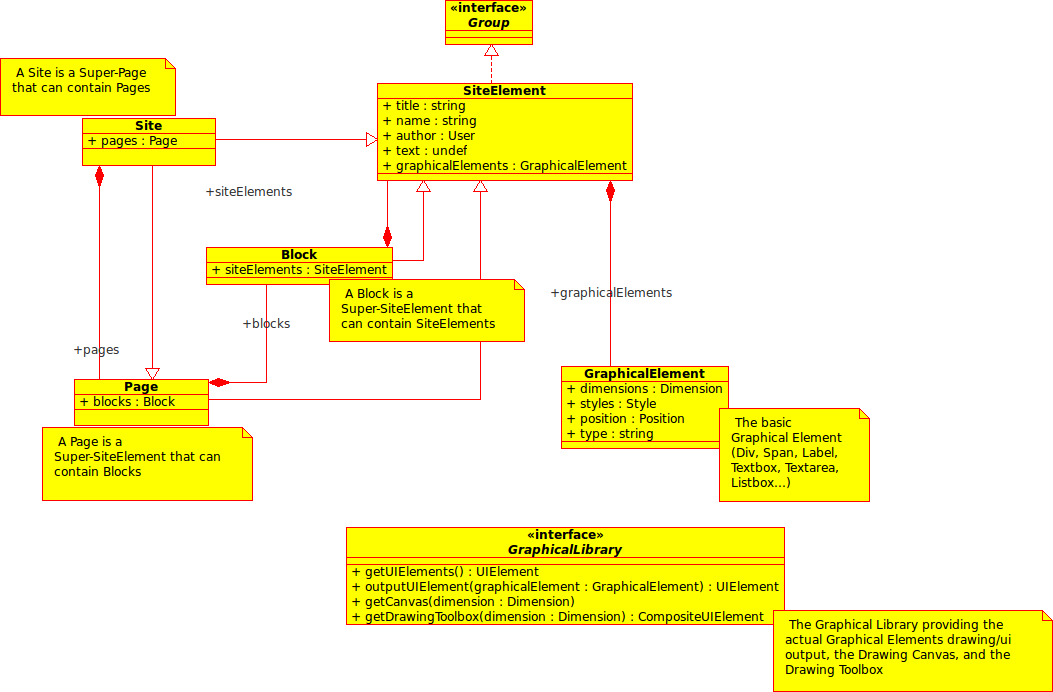 «interface»
Group
A Site is a Super-Page
that can contain Pages
SiteElement
+ title : string
+ name : string
+ author : User
+ text : undef
+ graphicalElements : GraphicalElement
Site
+ pages : Page
+siteElements
Block
+ siteElements : SiteElement
A Block is a
Super-SiteElement that
can contain SiteElements
+graphicalElements
+blocks
+pages
Page
+ blocks : Block
GraphicalElement
+ dimensions : Dimension
+ styles : Style
+ position : Position
+ type : string
The basic
Graphical Element
(Div, Span, Label,
Textbox, Textarea,
Listbox...)
A Page is a
Super-SiteElement that can
contain Blocks
«interface»
GraphicalLibrary
+ getUIElements() : UIElement
+ outputUIElement(graphicalElement : GraphicalElement) : UIElement
+ getCanvas(dimension : Dimension)
+ getDrawingToolbox(dimension : Dimension) : CompositeUIElement
The Graphical Library providing the
actual Graphical Elements drawing/ui
output, the Drawing Canvas, and the
Drawing Toolbox